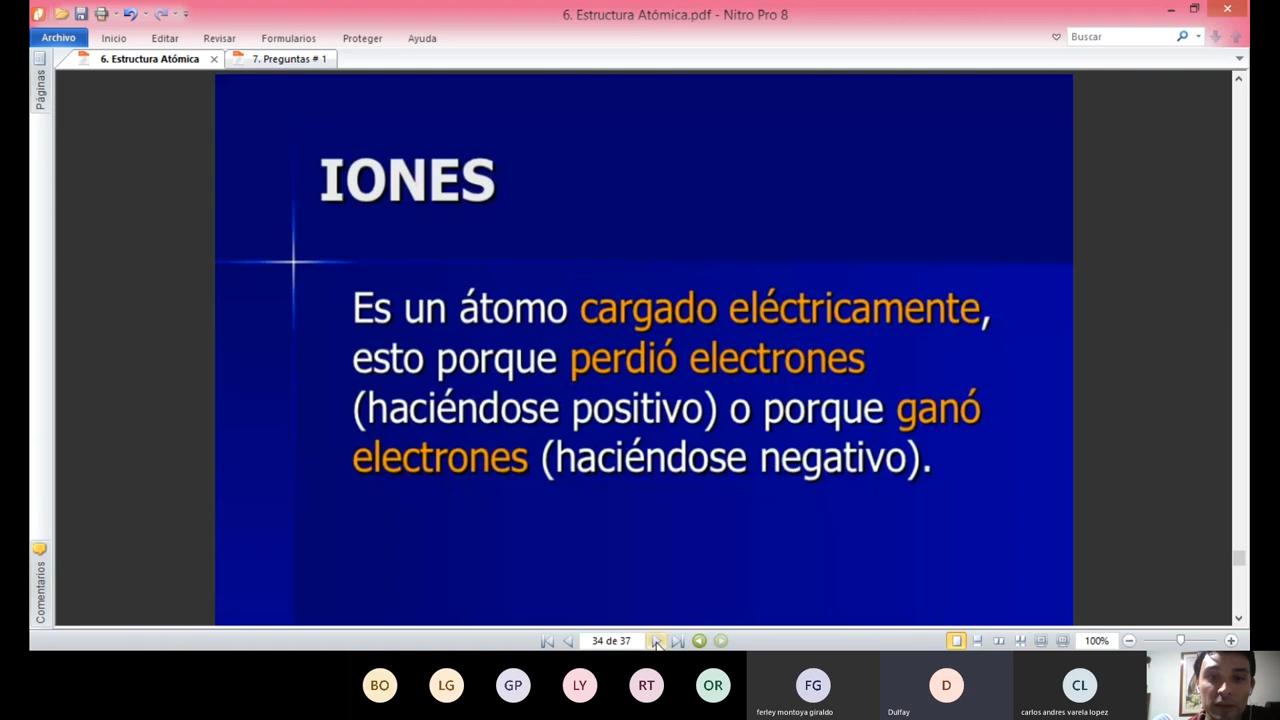 6. Estructura Atómica.pdf - Nitro Pro 8
Archivo Inicio Editar Revisar Formularios Proteger Ayuda Buscar
6. Estructura Atómica 7. Preguntas # 1
Páginas
IONES
Es un átomo cargado eléctricamente,
esto porque perdió electrones
(haciéndose positivo) o porque ganó
electrones (haciéndose negativo).
Comentarios
34 de 37 100%
BO LG GP LY RT OR FG D CL
ferley montoya giraldo Dulfay carlos andres varela lopez